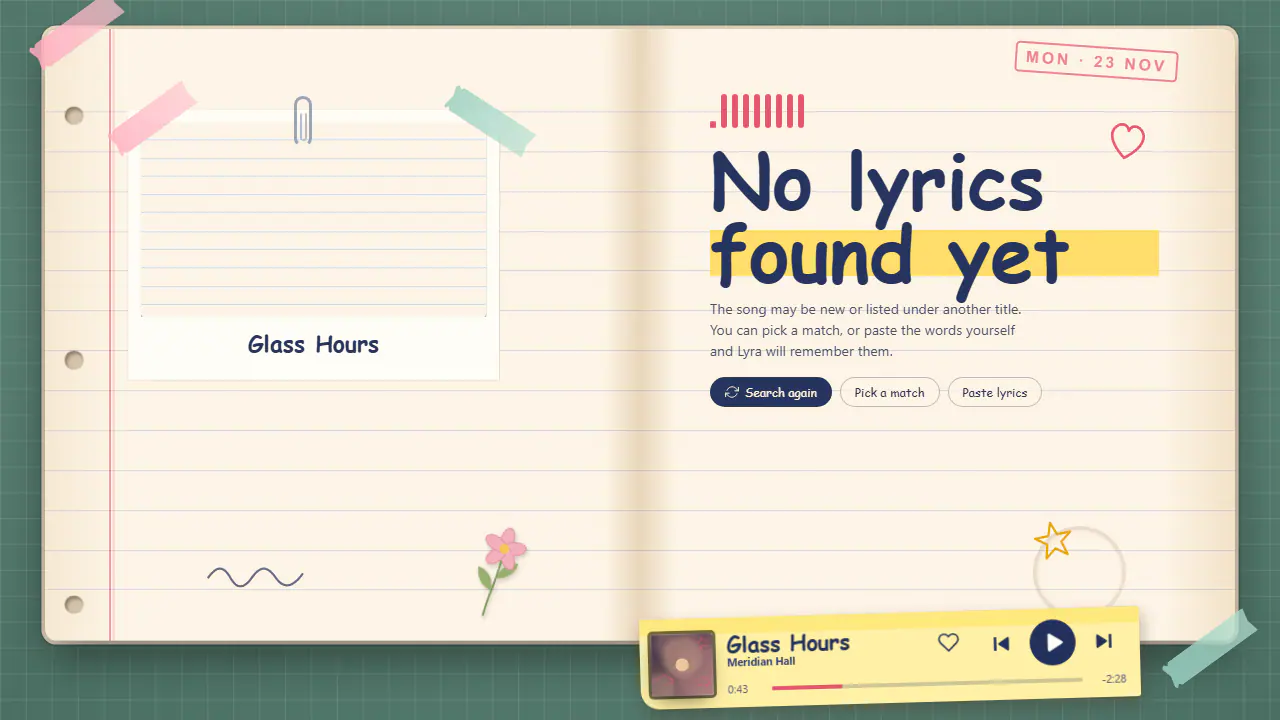 MON · 23 NOV
No lyrics
found yet
The song may be new or listed under another title.
You can pick a match, or paste the words yourself
and Lyra will remember them.
Search again
Pick a match
Paste lyrics
Glass Hours
Glass Hours
Meridian Hall
0:43
-2:28